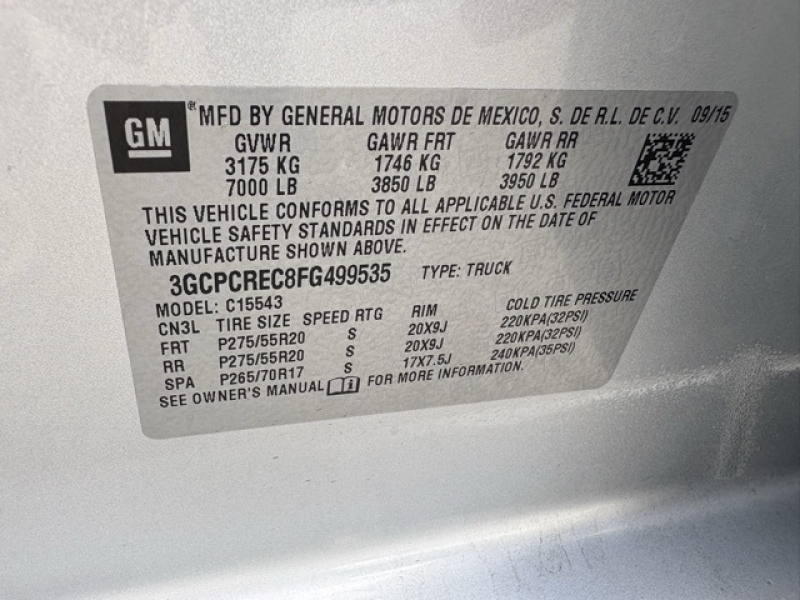 GM ® MFD BY GENERAL MOTORS DE MEXICO, S. DE R.L. DE C.V. 09/15
GVWR GAWR FRT GAWR RR
3175 KG 1746 KG 1792 KG
7000 LB 3850 LB 3950 LB
THIS VEHICLE CONFORMS TO ALL APPLICABLE U.S. FEDERAL MOTOR
VEHICLE SAFETY STANDARDS IN EFFECT ON THE DATE OF
MANUFACTURE SHOWN ABOVE.
3GCPCREC8FG499535 TYPE: TRUCK
MODEL: C15543
CN3L TIRE SIZE SPEED RTG RIM COLD TIRE PRESSURE
FRT P275/55R20 S 20X9J 220KPA(32PSI)
RR P275/55R20 S 20X9J 220KPA(32PSI)
SPA P265/70R17 S 17X7.5J 240KPA(35PSI)
SEE OWNER'S MANUAL FOR MORE INFORMATION.